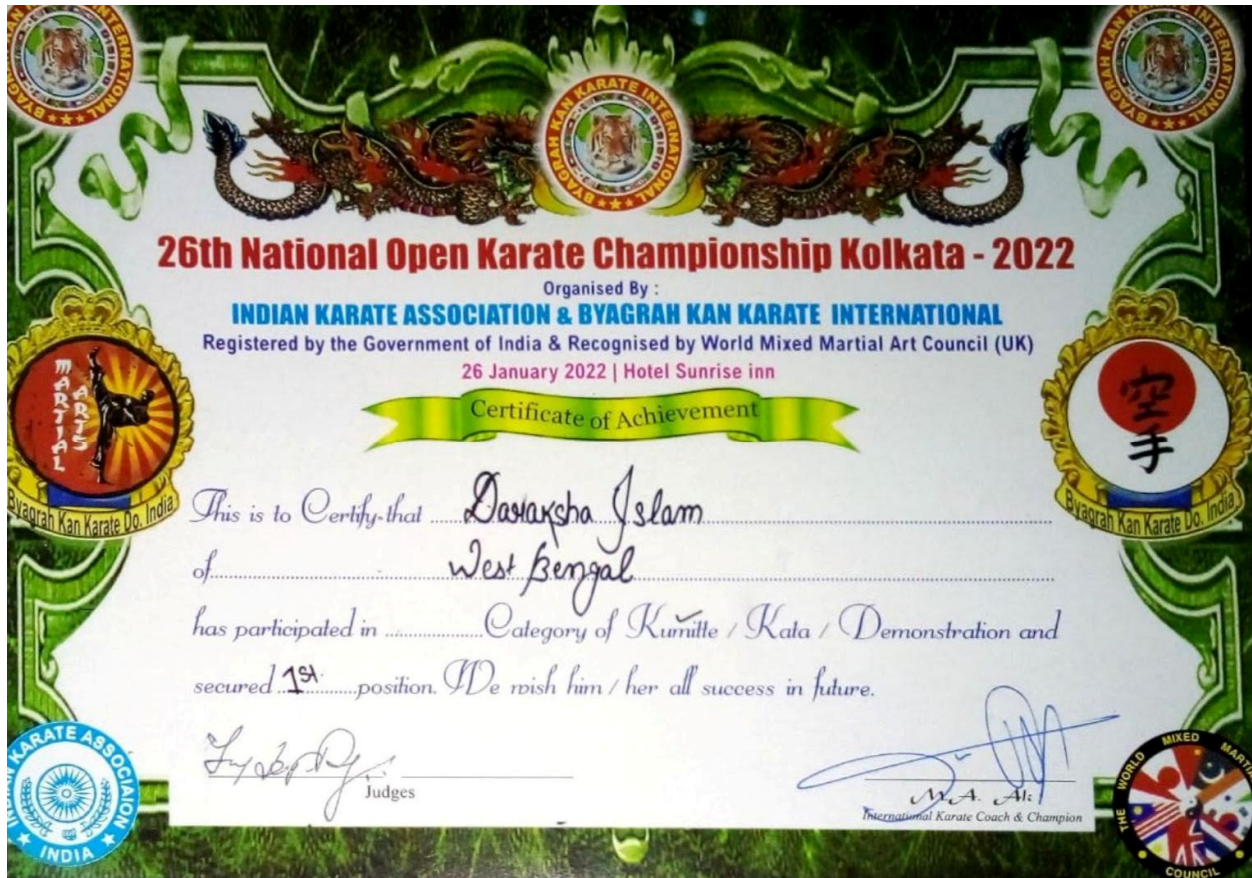 BYAGRAH KAN KARATE INTERNATIONAL
26th National Open Karate Championship Kolkata - 2022
Organised By :
INDIAN KARATE ASSOCIATION & BYAGRAH KAN KARATE INTERNATIONAL
Registered by the Government of India & Recognised by World Mixed Martial Art Council (UK)
26 January 2022 | Hotel Sunrise inn
Certificate of Achievement
MARTIAL ARTS
Byagrah Kan Karate Do. India
空手
Byagrah Kan Karate Do. India
This is to Certify that Daraksha Islam
of West Bengal
has participated in Category of Kumitte / Kata / Demonstration and
secured 1st position. We wish him / her all success in future.
Judges
M.A. Ali
International Karate Coach & Champion
KARATE ASSOCIAION
INDIA
THE WORLD MIXED MARTI
COUNCIL